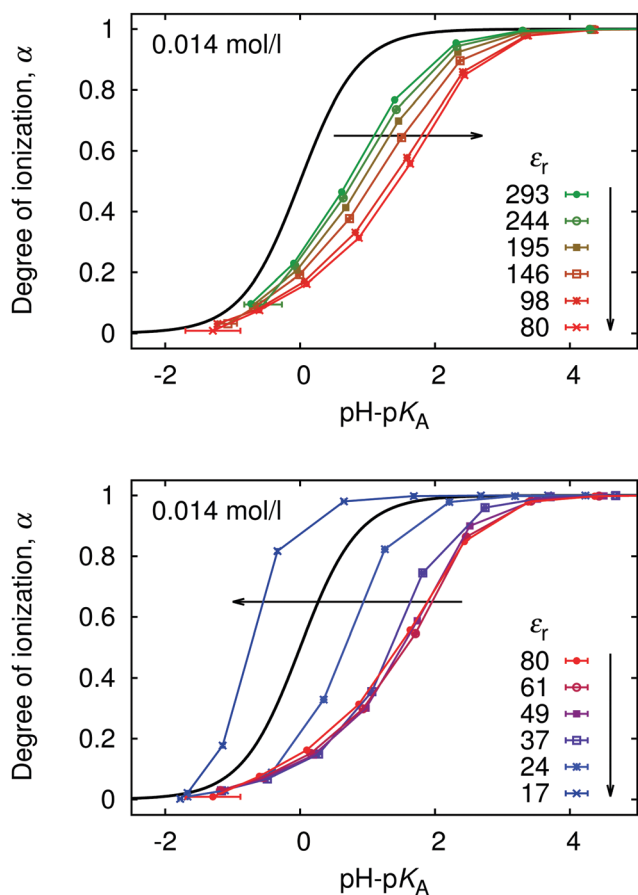 0.014 mol/l
Degree of ionization, α
1
0.8
0.6
0.4
0.2
0
εr
293
244
195
146
98
80
-2 0 2 4
pH-pKA
0.014 mol/l
Degree of ionization, α
1
0.8
0.6
0.4
0.2
0
εr
80
61
49
37
24
17
-2 0 2 4
pH-pKA